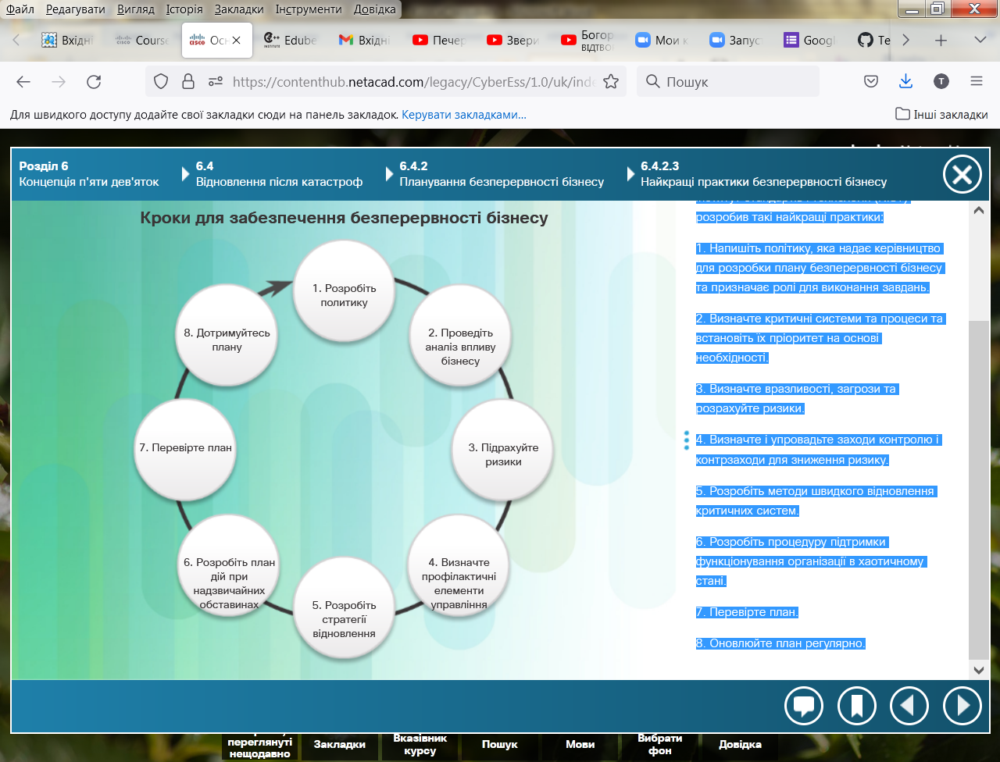 Файл Редагувати Вигляд Історія Закладки Інструменти Довідка
Вхідні Course Осн Edube Вхідні Печер Звери Богор Мои к Запус Googl Te
cisco
cisco
C++
INSTITUTE
ВІДТВОР
https://contenthub.netacad.com/legacy/CyberEss/1.0/uk/inde
Пошук
T
Для швидкого доступу додайте свої закладки сюди на панель закладок. Керувати закладками...
Інші закладки
Розділ 6
Концепція п'яти дев'яток
6.4
Відновлення після катастроф
6.4.2
Планування безперервності бізнесу
6.4.2.3
Найкращі практики безперервності бізнесу
Кроки для забезпечення безперервності бізнесу
1. Розробіть
политику
2. Проведіть
аналіз впливу
бізнесу
3. Підрахуйте
ризики
4. Визначте
профілактичні
елементи
управління
5. Розробіть
стратегії
відновлення
6. Розробіть план
дій при
надзвичайних
обставинах
7. Перевірте план
8. Дотримуйтесь
плану
розробив такі найкращі практики:
1. Напишіть політику, яка надає керівництво
для розробки плану безперервності бізнесу
та призначає ролі для виконання завдань.
2. Визначте критичні системи та процеси та
встановіть їх пріоритет на основі
необхідності.
3. Визначте вразливості, загрози та
розрахуйте ризики.
4. Визначте і упровадьте заходи контролю і
контрзаходи для зниження ризику.
5. Розробіть методи швидкого відновлення
критичних систем.
6. Розробіть процедуру підтримки
функціонування організації в хаотичному
стані.
7. Перевірте план.
8. Оновлюйте план регулярно.
переглянуті
нещодавно
Закладки
Вказівник
курсу
Пошук
Мови
Вибрати
фон
Довідка